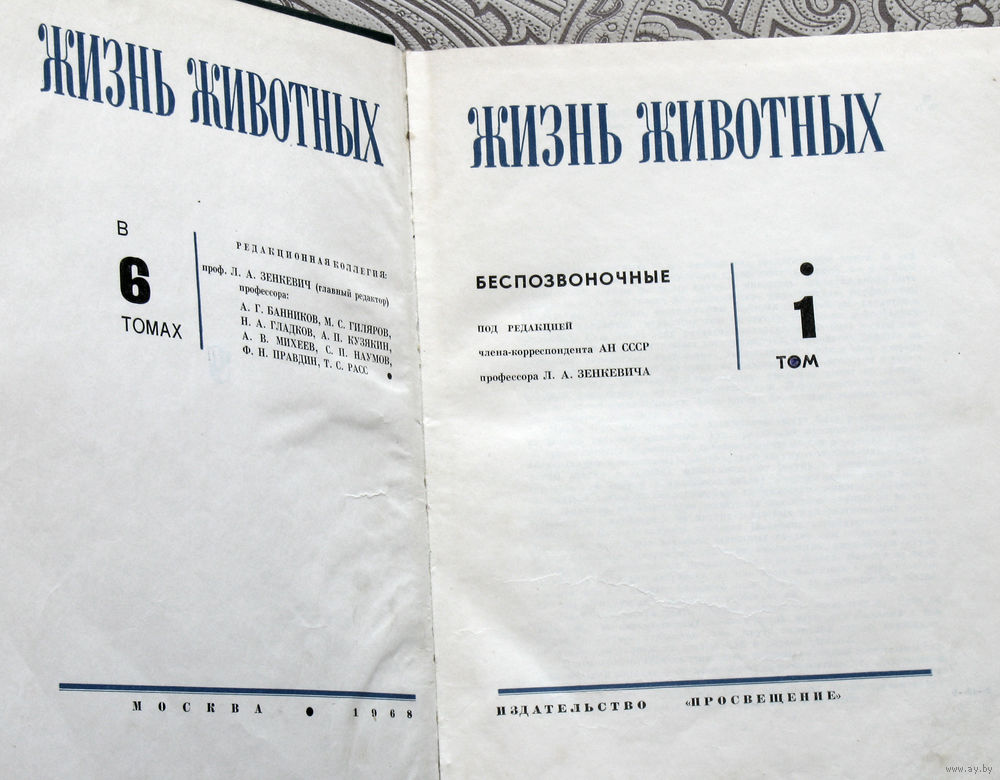 ЖИЗНЬ ЖИВОТНЫХ
В
6
ТОМАХ
РЕДАКЦИОННАЯ КОЛЛЕГИЯ:
проф. Л. А. ЗЕНКЕВИЧ (главный редактор)
профессора:
А. Г. БАННИКОВ, М. С. ГИЛЯРОВ,
Н. А. ГЛАДКОВ, А. П. КУЗЯКИН,
А. В. МИХЕЕВ, С. П. НАУМОВ,
Ф. Н. ПРАВДИН, Т. С. РАСС
МОСКВА • 1968
ЖИЗНЬ ЖИВОТНЫХ
БЕСПОЗВОНОЧНЫЕ
ПОД РЕДАКЦИЕЙ
члена-корреспондента АН СССР
профессора Л. А. ЗЕНКЕВИЧА
1
ТОМ
ИЗДАТЕЛЬСТВО «ПРОСВЕЩЕНИЕ»
www.ay.by